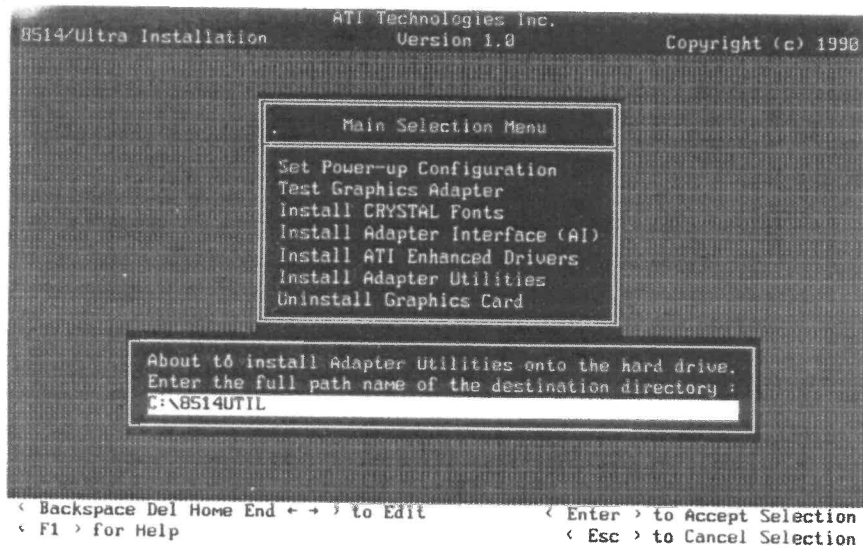 ATI Technologies Inc.
8514/Ultra Installation Version 1.0 Copyright (c) 1990
Main Selection Menu
Set Power-up Configuration
Test Graphics Adapter
Install CRYSTAL Fonts
Install Adapter Interface (AI)
Install ATI Enhanced Drivers
Install Adapter Utilities
Uninstall Graphics Card
About to install Adapter Utilities onto the hard drive.
Enter the full path name of the destination directory :
C:\8514UTIL
< Backspace Del Home End ← → > to Edit < Enter > to Accept Selection
< F1 > for Help < Esc > to Cancel Selection